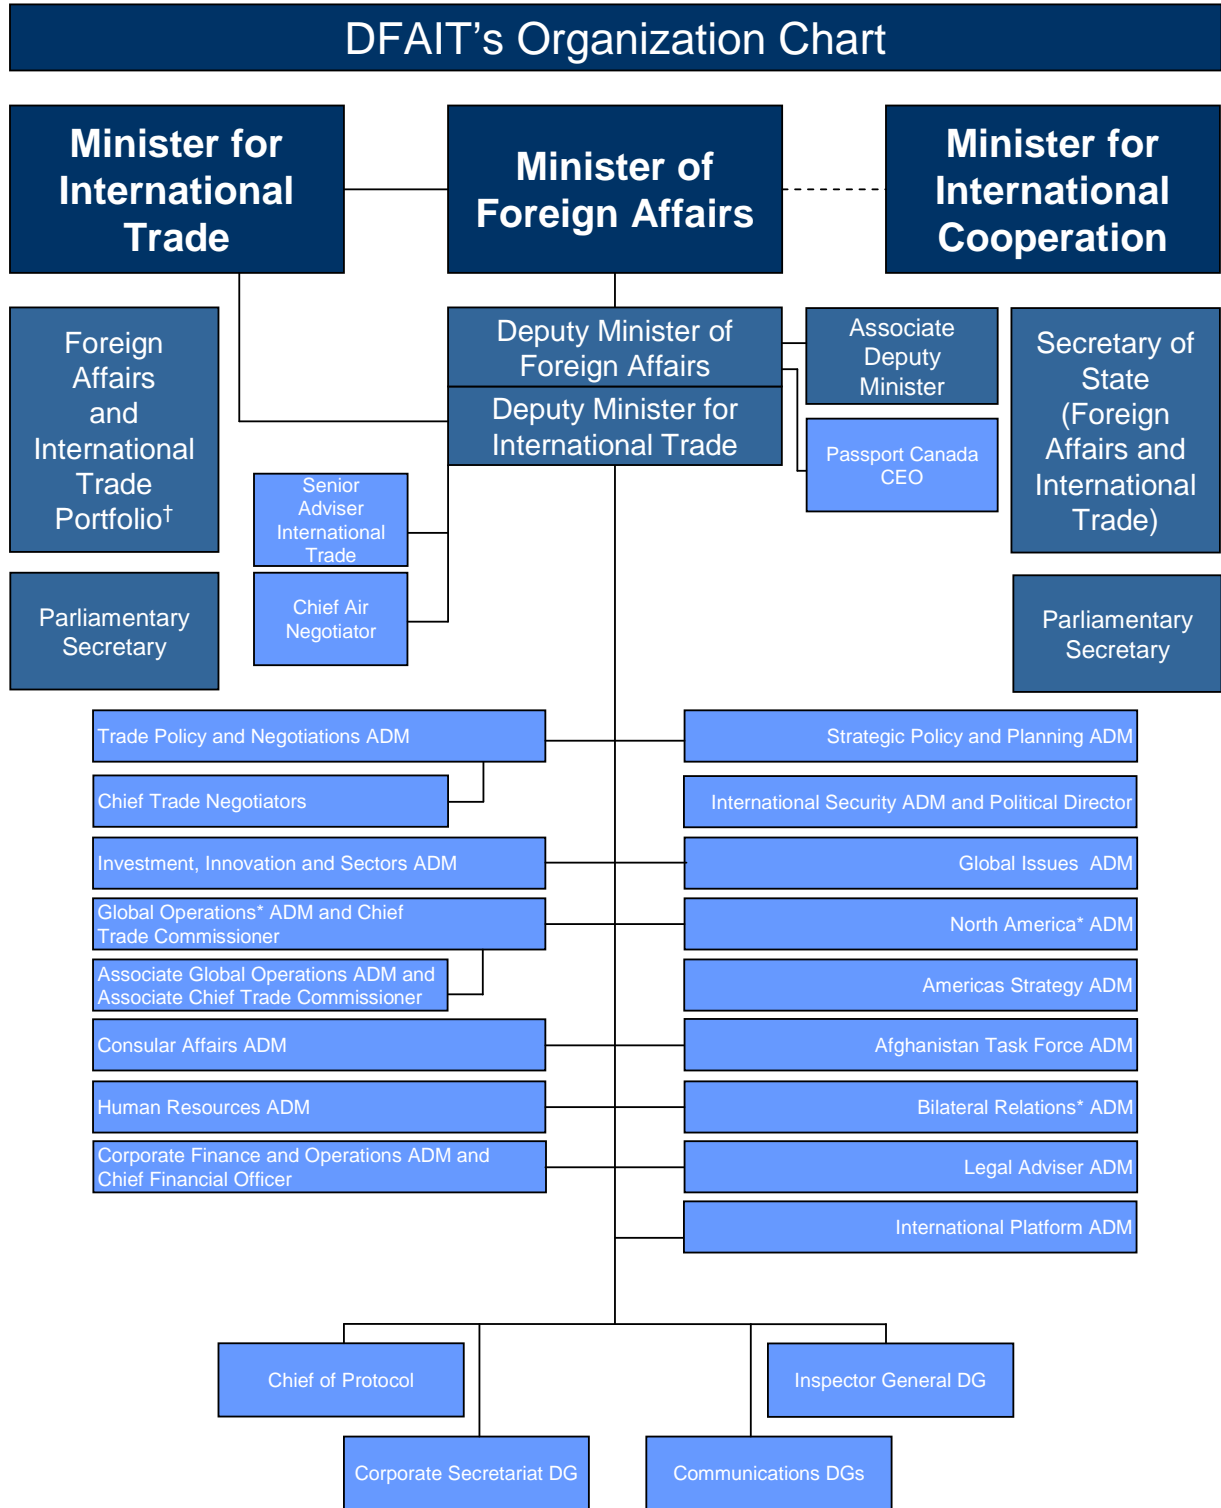 DFAIT’s Organization Chart
Minister for
International
Trade
Minister of
Foreign Affairs
Minister for
International
Cooperation
Foreign
Affairs
and
International
Trade
Portfolio†
Deputy Minister of
Foreign Affairs
Deputy Minister for
International Trade
Associate
Deputy
Minister
Passport Canada
CEO
Secretary of
State
(Foreign
Affairs and
International
Trade)
Senior
Adviser
International
Trade
Chief Air
Negotiator
Parliamentary
Secretary
Parliamentary
Secretary
Trade Policy and Negotiations ADM
Strategic Policy and Planning ADM
Chief Trade Negotiators
International Security ADM and Political Director
Investment, Innovation and Sectors ADM
Global Issues  ADM
Global Operations* ADM and Chief
Trade Commissioner
North America* ADM
Associate Global Operations ADM and
Associate Chief Trade Commissioner
Americas Strategy ADM
Consular Affairs ADM
Afghanistan Task Force ADM
Human Resources ADM
Bilateral Relations* ADM
Corporate Finance and Operations ADM and
Chief Financial Officer
Legal Adviser ADM
International Platform ADM
Chief of Protocol
Inspector General DG
Corporate Secretariat DG
Communications DGs